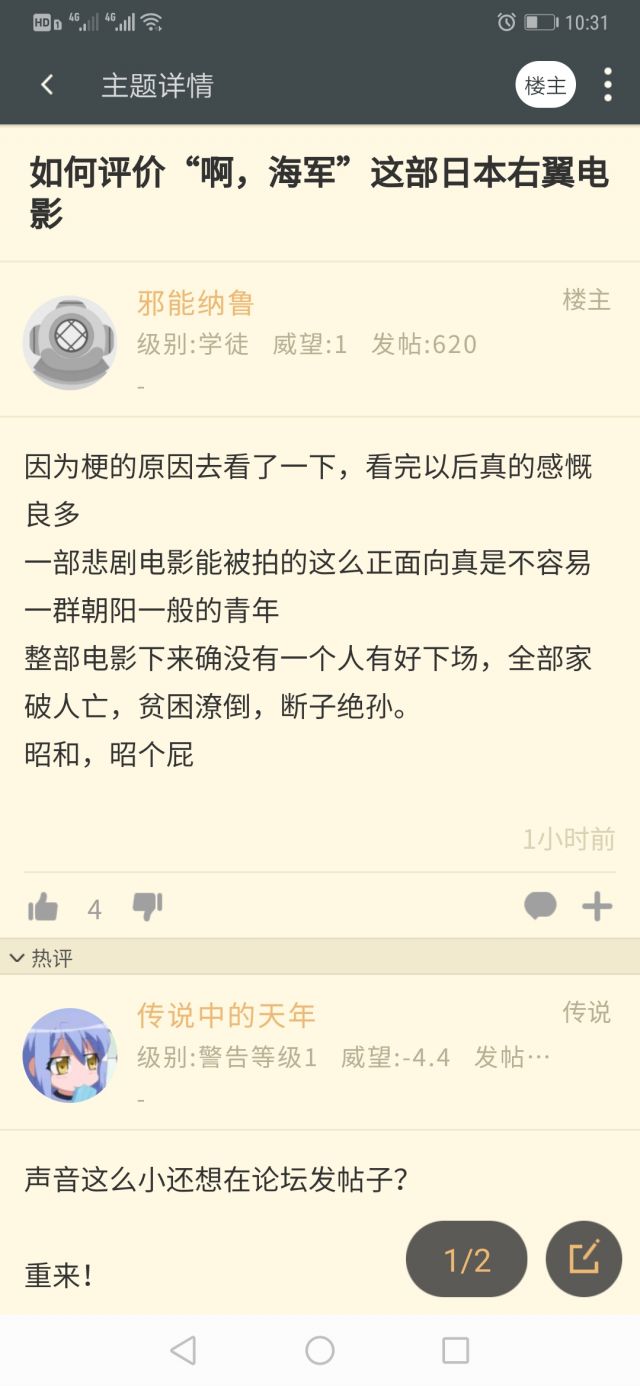 HD 4G 4G 10:31
主题详情 楼主
如何评价“啊，海军”这部日本右翼电
影
邪能纳鲁 楼主
级别:学徒 威望:1 发帖:620
-
因为梗的原因去看了一下，看完以后真的感慨
良多
一部悲剧电影能被拍的这么正面向真是不容易
一群朝阳一般的青年
整部电影下来确没有一个人有好下场，全部家
破人亡，贫困潦倒，断子绝孙。
昭和，昭个屁
1小时前
4
热评
传说中的天年 传说
级别:警告等级1 威望:-4.4 发帖…
-
声音这么小还想在论坛发帖子？
重来！
1/2